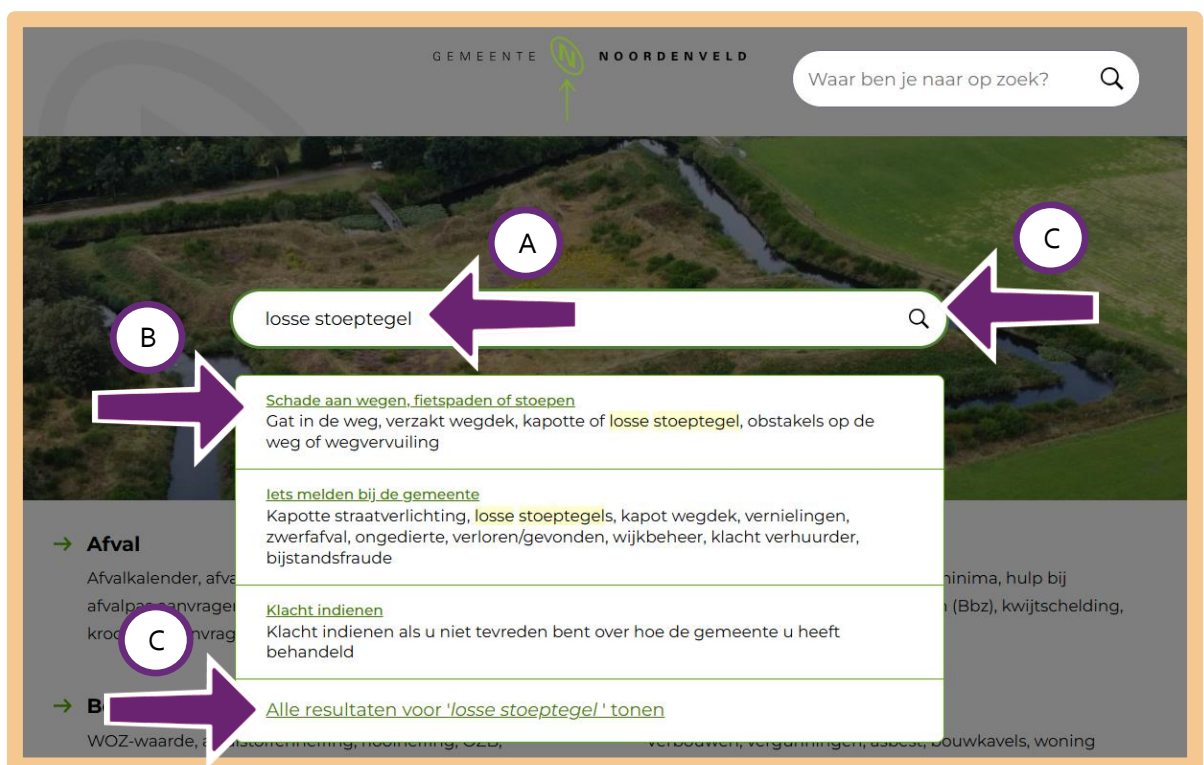 GEMEENTE NOORDENVELD
Waar ben je naar op zoek?
A
C
losse stoeptegel
B
Schade aan wegen, fietspaden of stoepen
Gat in de weg, verzakt wegdek, kapotte of losse stoeptegel, obstakels op de
weg of wegvervuiling
Iets melden bij de gemeente
Kapotte straatverlichting, losse stoeptegels, kapot wegdek, vernielingen,
zwerfafval, ongedierte, verloren/gevonden, wijkbeheer, klacht verhuurder,
bijstandsfraude
Afval
Afvalkalender,
minima, hulp bij
(Bbz), kwijtschelding,
Klacht indienen
Klacht indienen als u niet tevreden bent over hoe de gemeente u heeft
behandeld
C
Alle resultaten voor 'losse stoeptegel ' tonen
WOZ-waarde,
verbouwen, vergunningen, asbest, bouwkavels, woning